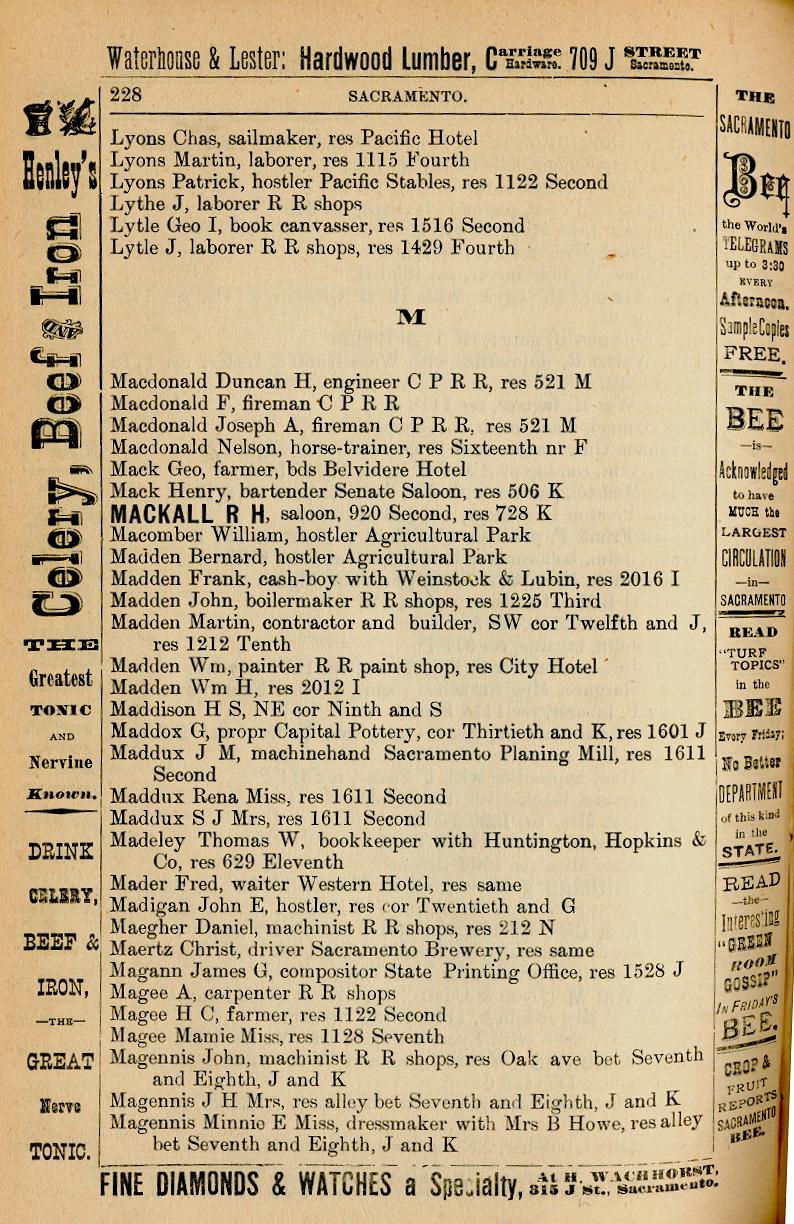 Waterhouse & Lester: Hardwood Lumber, Carriage Hardware. 709 J STREET Sacramento.
228 SACRAMENTO.
Lyons Chas, sailmaker, res Pacific Hotel
Lyons Martin, laborer, res 1115 Fourth
Lyons Patrick, hostler Pacific Stables, res 1122 Second
Lythe J, laborer R R shops
Lytle Geo I, book canvasser, res 1516 Second
Lytle J, laborer R R shops, res 1429 Fourth
M
Macdonald Duncan H, engineer C P R R, res 521 M
Macdonald F, fireman C P R R
Macdonald Joseph A, fireman C P R R, res 521 M
Macdonald Nelson, horse-trainer, res Sixteenth nr F
Mack Geo, farmer, bds Belvidere Hotel
Mack Henry, bartender Senate Saloon, res 506 K
MACKALL R H, saloon, 920 Second, res 728 K
Macomber William, hostler Agricultural Park
Madden Bernard, hostler Agricultural Park
Madden Frank, cash-boy with Weinstock & Lubin, res 2016 I
Madden John, boilermaker R R shops, res 1225 Third
Madden Martin, contractor and builder, SW cor Twelfth and J,
res 1212 Tenth
Madden Wm, painter R R paint shop, res City Hotel
Madden Wm H, res 2012 I
Maddison H S, NE cor Ninth and S
Maddox G, propr Capital Pottery, cor Thirtieth and K, res 1601 J
Maddux J M, machinehand Sacramento Planing Mill, res 1611
Second
Maddux Rena Miss, res 1611 Second
Maddux S J Mrs, res 1611 Second
Madeley Thomas W, bookkeeper with Huntington, Hopkins &
Co, res 629 Eleventh
Mader Fred, waiter Western Hotel, res same
Madigan John E, hostler, res cor Twentieth and G
Maegher Daniel, machinist R R shops, res 212 N
Maertz Christ, driver Sacramento Brewery, res same
Magann James G, compositor State Printing Office, res 1528 J
Magee A, carpenter R R shops
Magee H C, farmer, res 1122 Second
Magee Mamie Miss, res 1128 Seventh
Magennis John, machinist R R shops, res Oak ave bet Seventh
and Eighth, J and K
Magennis J H Mrs, res alley bet Seventh and Eighth, J and K
Magennis Minnie E Miss, dressmaker with Mrs B Howe, res alley
bet Seventh and Eighth, J and K
FINE DIAMONDS & WATCHES a Specialty, At H. WACHHORST, 315 J St., Sacramento.
Henley's
Celery, Beef and Iron
THE
Greatest
TONIC
AND
Nervine
Known.
DRINK
CELERY,
BEEF &
IRON,
—THE—
GREAT
Nerve
TONIC.
THE
SACRAMENTO
Bee
the World's
TELEGRAMS
up to 3:30
EVERY
Afternoon.
Sample Copies
FREE.
THE
BEE
—is—
Acknowledged
to have
MUCH the
LARGEST
CIRCULATION
—in—
SACRAMENTO
READ
"TURF
TOPICS"
in the
BEE
Every Friday;
No Better
DEPARTMENT
of this kind
in the
STATE.
READ
—the—
Interesting
"GREEN
ROOM
GOSSIP"
IN FRIDAY'S
BEE.
CROP &
FRUIT
REPORTS
SACRAMENTO
BEE.